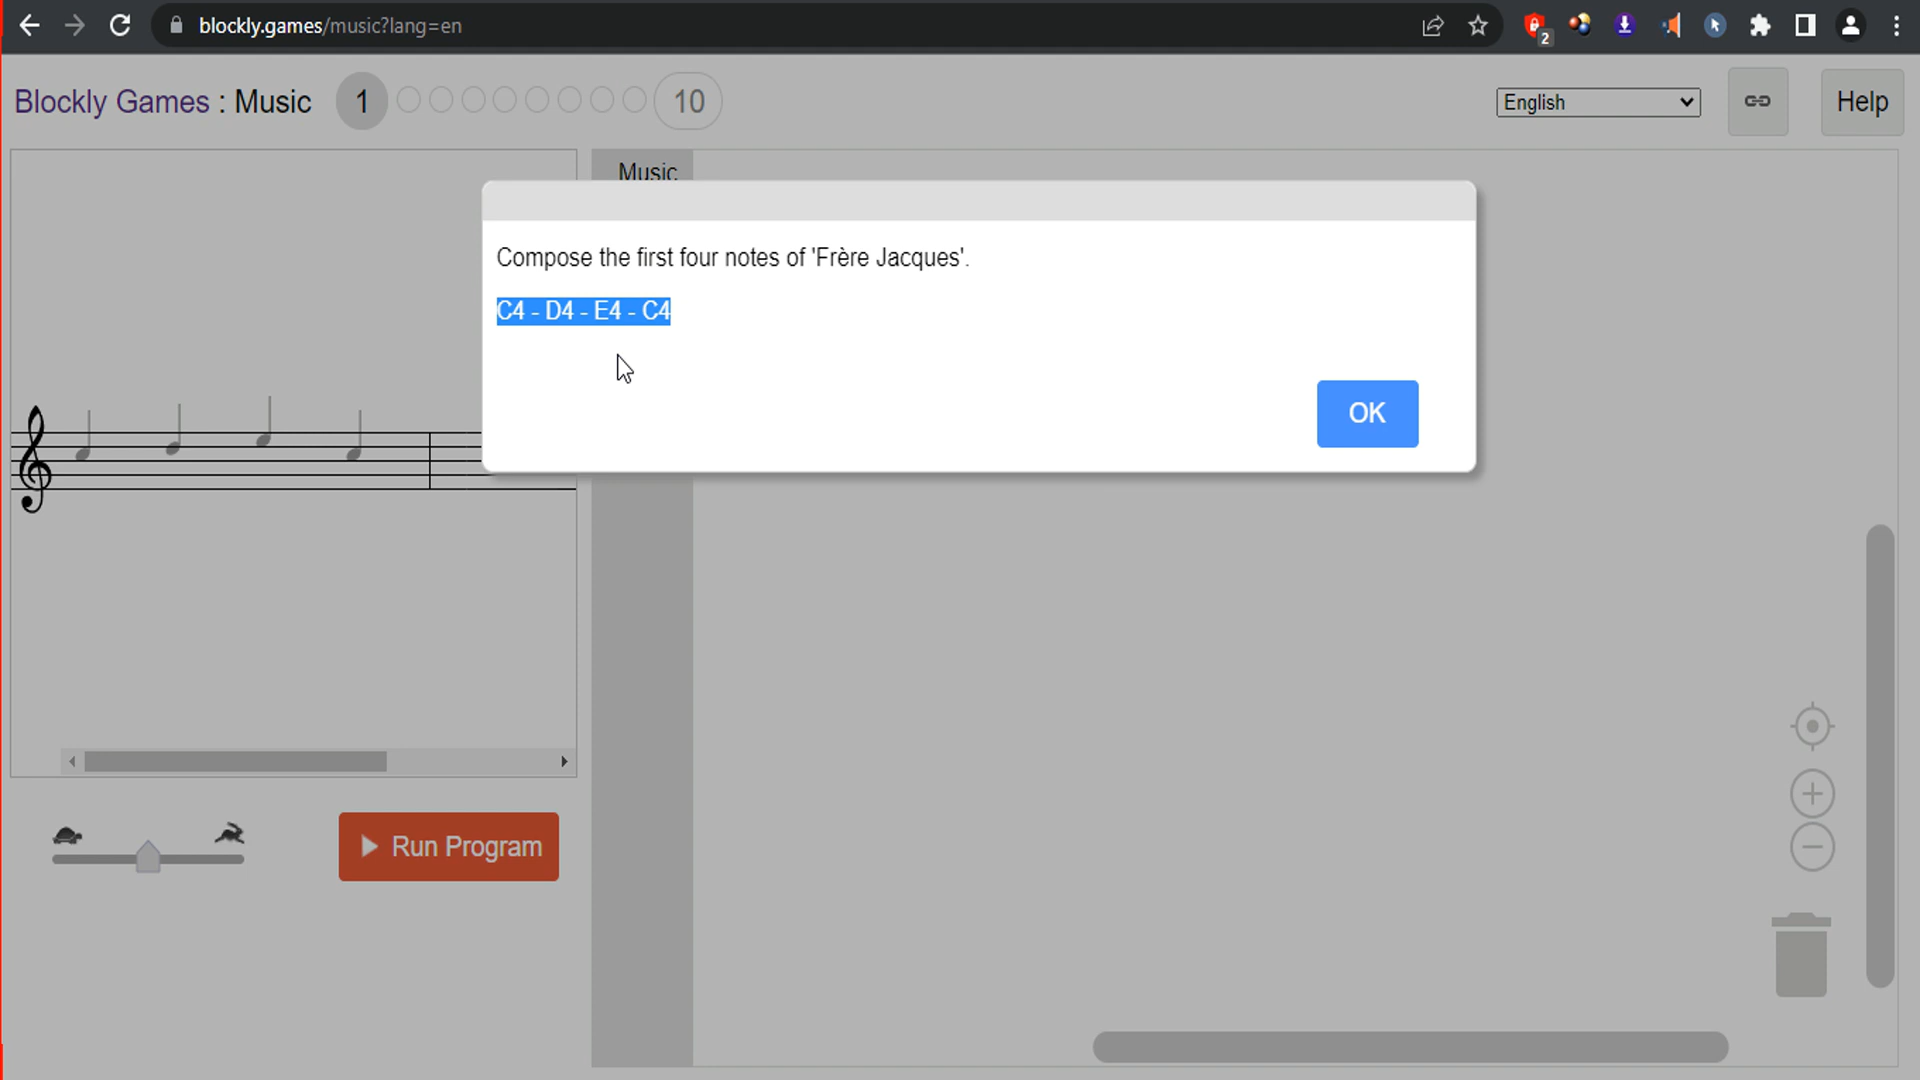 blockly.games/music?lang=en
2
Blockly Games : Music 1 10
English
Help
Music
Compose the first four notes of 'Frère Jacques'.
C4 - D4 - E4 - C4
OK
Run Program